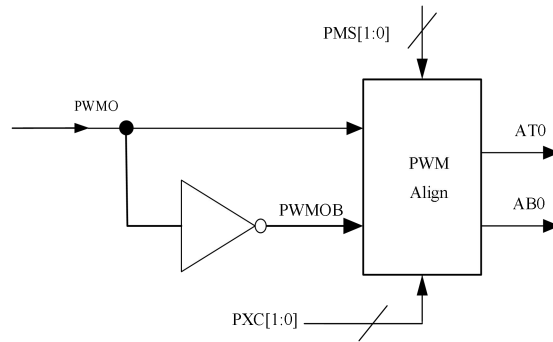 PMS[1:0]
PWMO
AT0
PWM
Align
PWMOB
AB0
PXC[1:0]